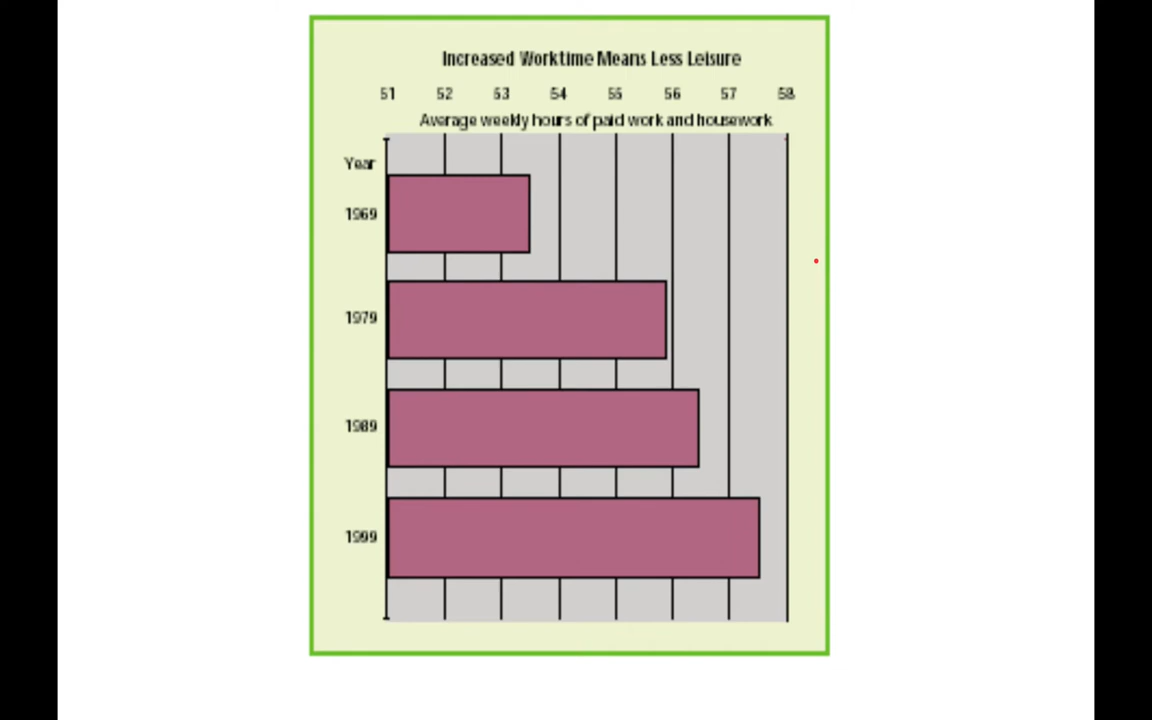 Increased Worktime Means Less Leisure
51 52 53 54 55 56 57 58
Average weekly hours of paid work and housework
Year
1969
1979
1989
1999